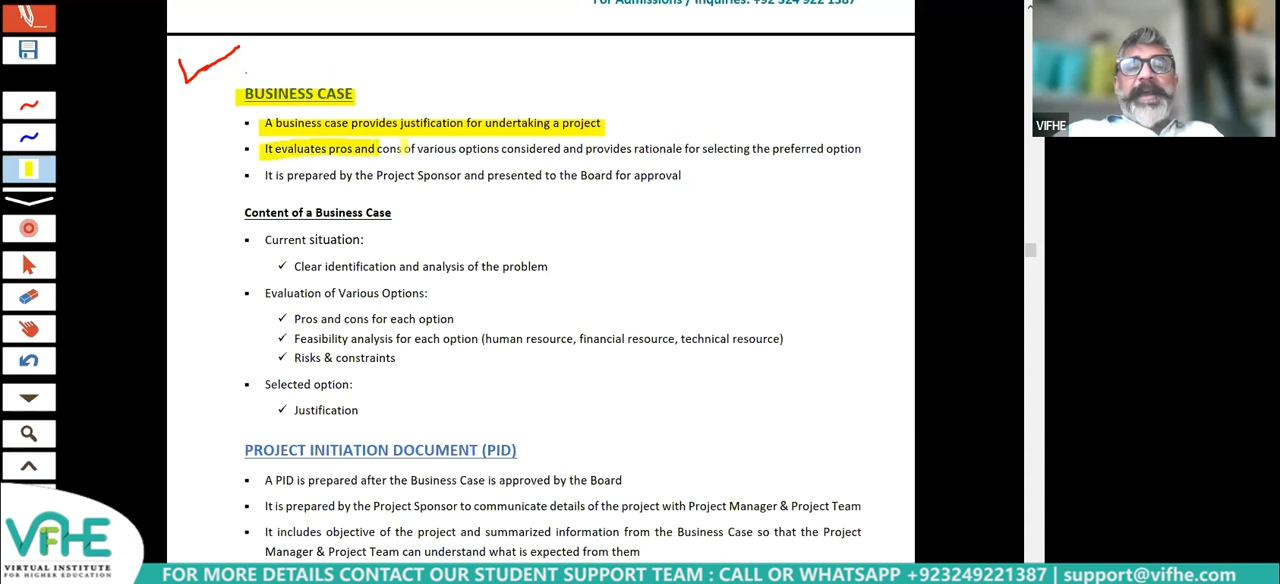 For Admissions / Inquiries: +92 324 922 1387
BUSINESS CASE
▪ A business case provides justification for undertaking a project
▪ It evaluates pros and cons of various options considered and provides rationale for selecting the preferred option
▪ It is prepared by the Project Sponsor and presented to the Board for approval
Content of a Business Case
▪ Current situation:
✓ Clear identification and analysis of the problem
▪ Evaluation of Various Options:
✓ Pros and cons for each option
✓ Feasibility analysis for each option (human resource, financial resource, technical resource)
✓ Risks & constraints
▪ Selected option:
✓ Justification
PROJECT INITIATION DOCUMENT (PID)
▪ A PID is prepared after the Business Case is approved by the Board
▪ It is prepared by the Project Sponsor to communicate details of the project with Project Manager & Project Team
▪ It includes objective of the project and summarized information from the Business Case so that the Project
Manager & Project Team can understand what is expected from them
VIFHE
VIFHE
VIRTUAL INSTITUTE
FOR HIGHER EDUCATION
FOR MORE DETAILS CONTACT OUR STUDENT SUPPORT TEAM : CALL OR WHATSAPP +923249221387 | support@vifhe.com